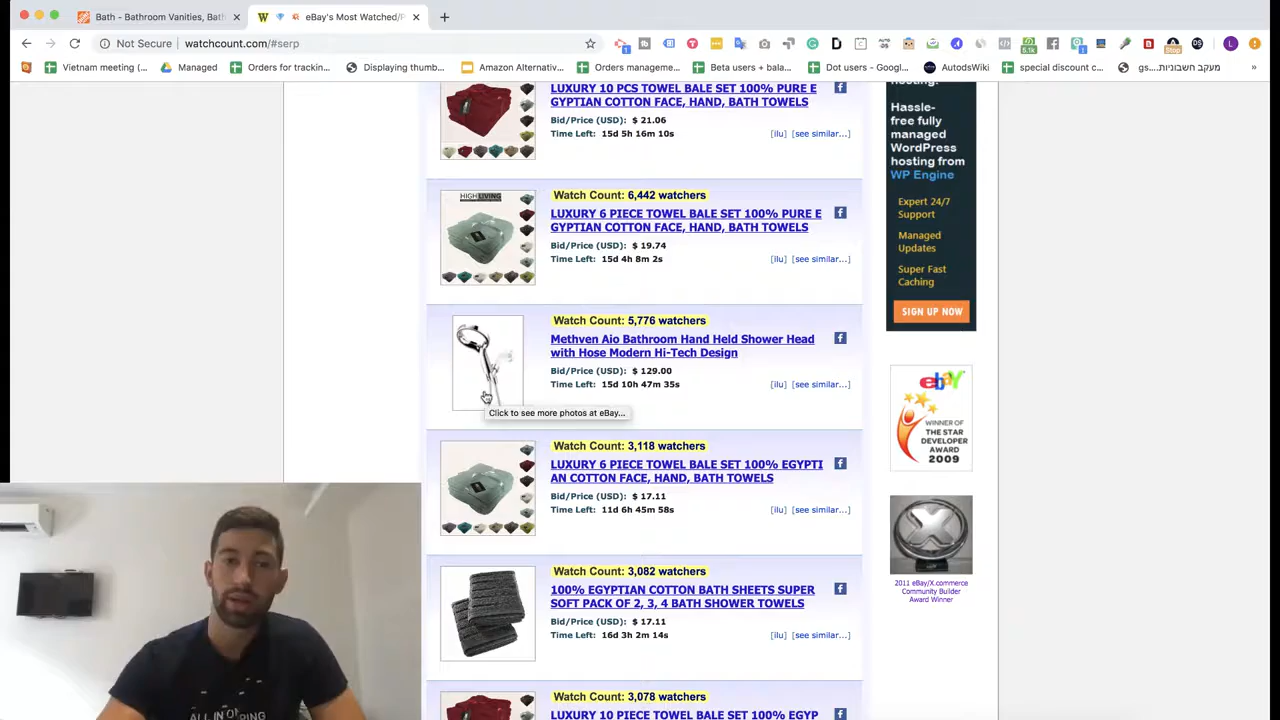 Bath - Bathroom Vanities, Bat
eBay's Most Watched/P
Not Secure
watchcount.com/#serp
Vietnam meeting (...
Managed
Orders for trackin...
Displaying thumb...
Amazon Alternativ...
Orders manageme...
Beta users + bala...
Dot users - Googl...
AutodsWiki
special discount c...
מעקב חשבוניות...gs
LUXURY 10 PCS TOWEL BALE SET 100% PURE E
GYPTIAN COTTON FACE, HAND, BATH TOWELS
Bid/Price (USD): $ 21.06
Time Left: 15d 5h 16m 10s
[ilu] [see similar...]
Watch Count: 6,442 watchers
HIGH LIVING
LUXURY 6 PIECE TOWEL BALE SET 100% PURE E
GYPTIAN COTTON FACE, HAND, BATH TOWELS
Bid/Price (USD): $ 19.74
Time Left: 15d 4h 8m 2s
[ilu] [see similar...]
Watch Count: 5,776 watchers
Methven Aio Bathroom Hand Held Shower Head
with Hose Modern Hi-Tech Design
Bid/Price (USD): $ 129.00
Time Left: 15d 10h 47m 35s
[ilu] [see similar...]
Click to see more photos at eBay...
Watch Count: 3,118 watchers
LUXURY 6 PIECE TOWEL BALE SET 100% EGYPTI
AN COTTON FACE, HAND, BATH TOWELS
Bid/Price (USD): $ 17.11
Time Left: 11d 6h 45m 58s
[ilu] [see similar...]
Watch Count: 3,082 watchers
100% EGYPTIAN COTTON BATH SHEETS SUPER
SOFT PACK OF 2, 3, 4 BATH SHOWER TOWELS
Bid/Price (USD): $ 17.11
Time Left: 16d 3h 2m 14s
[ilu] [see similar...]
Watch Count: 3,078 watchers
LUXURY 10 PIECE TOWEL BALE SET 100% EGYP
hosting.
Hassle-
free fully
managed
WordPress
hosting from
WP Engine
Expert 24/7
Support
Managed
Updates
Super Fast
Caching
SIGN UP NOW
ebay
WINNER OF
THE STAR
DEVELOPER
AWARD
2009
2011 eBay/X.commerce
Community Builder
Award Winner